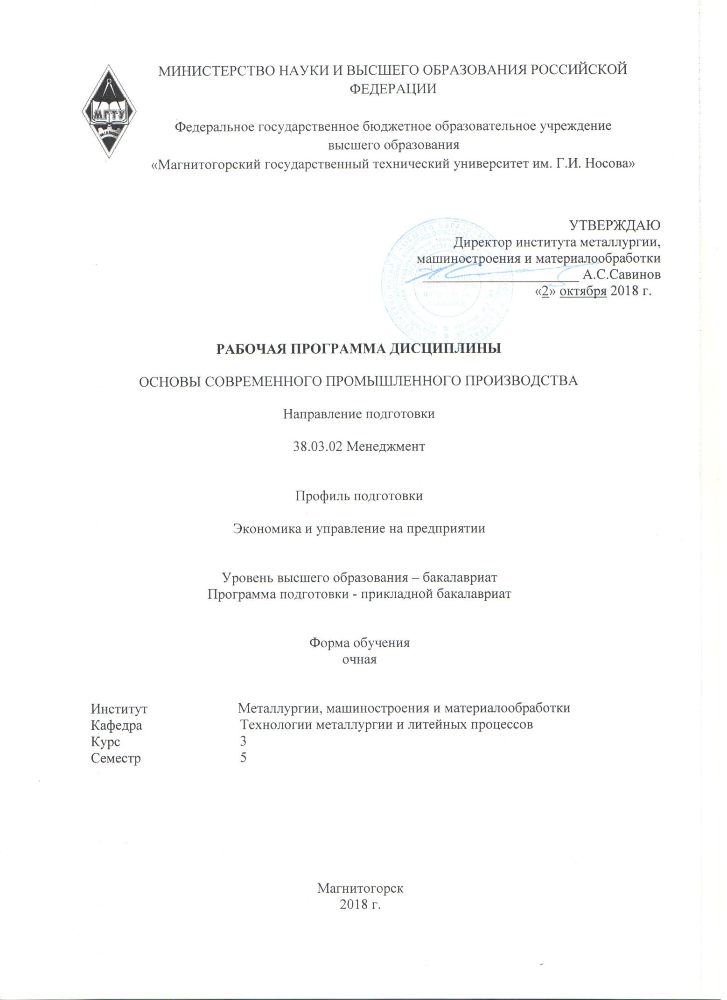 МИНИСТЕРСТВО НАУКИ И ВЫСШЕГО ОБРАЗОВАНИЯ РОССИЙСКОЙ
ФЕДЕРАЦИИ
МГТУ
Федеральное государственное бюджетное образовательное учреждение
высшего образования
«Магнитогорский государственный технический университет им. Г.И. Носова»
УТВЕРЖДАЮ
Директор института металлургии,
машиностроения и материалообработки
А.С.Савинов
«2» октября 2018 г.
РАБОЧАЯ ПРОГРАММА ДИСЦИПЛИНЫ
ОСНОВЫ СОВРЕМЕННОГО ПРОМЫШЛЕННОГО ПРОИЗВОДСТВА
Направление подготовки
38.03.02 Менеджмент
Профиль подготовки
Экономика и управление на предприятии
Уровень высшего образования – бакалавриат
Программа подготовки - прикладной бакалавриат
Форма обучения
очная
Институт Металлургии, машиностроения и материалообработки
Кафедра Технологии металлургии и литейных процессов
Курс 3
Семестр 5
Магнитогорск
2018 г.